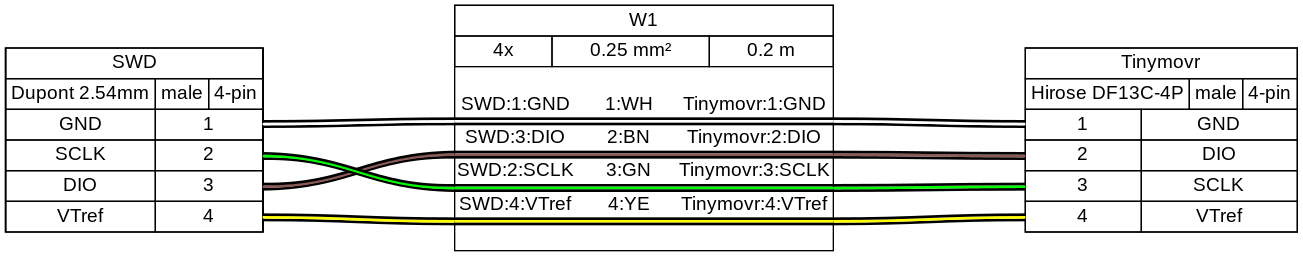 SWD
Dupont 2.54mm male 4-pin
GND 1
SCLK 2
DIO 3
VTref 4
W1
4x 0.25 mm² 0.2 m
SWD:1:GND 1:WH Tinymovr:1:GND
SWD:3:DIO 2:BN Tinymovr:2:DIO
SWD:2:SCLK 3:GN Tinymovr:3:SCLK
SWD:4:VTref 4:YE Tinymovr:4:VTref
Tinymovr
Hirose DF13C-4P male 4-pin
1 GND
2 DIO
3 SCLK
4 VTref